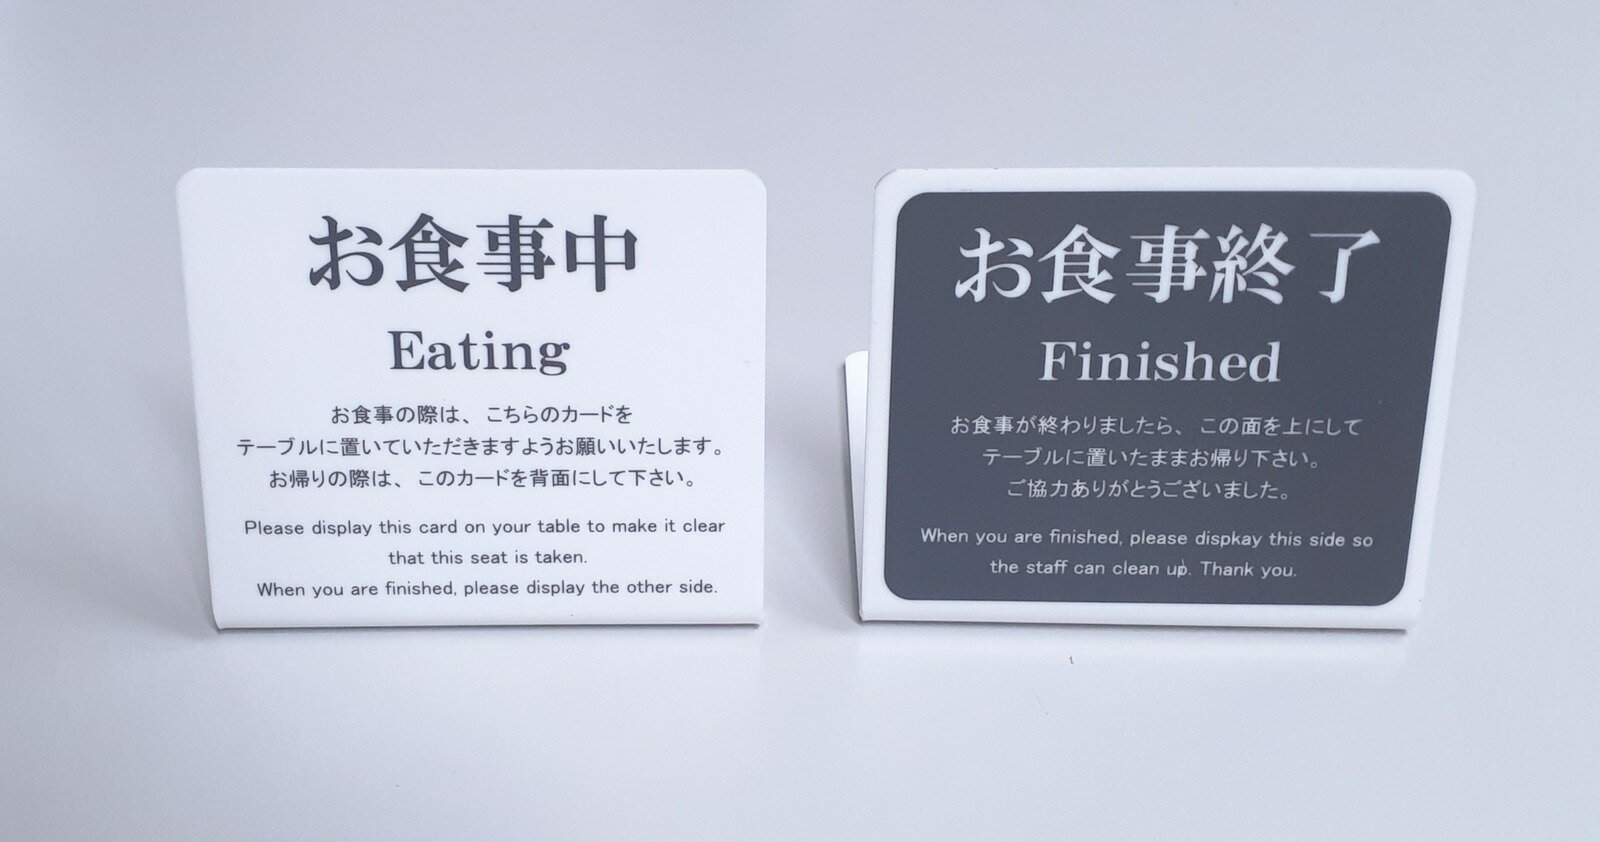 お食事中
Eating
お食事の際は、こちらのカードを
テーブルに置いていただきますようお願いいたします。
お帰りの際は、このカードを背面にして下さい。
Please display this card on your table to make it clear
that this seat is taken.
When you are finished, please display the other side.
お食事終了
Finished
お食事が終わりましたら、この面を上にして
テーブルに置いたままお帰り下さい。
ご協力ありがとうございました。
When you are finished, please dispkay this side so
the staff can clean up. Thank you.